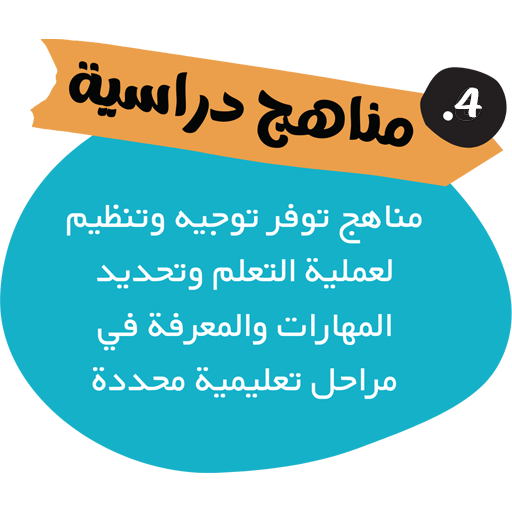 4.
مناهج دراسية
مناهج توفر توجيه وتنظيم
لعملية التعلم وتحديد
المهارات والمعرفة في
مراحل تعليمية محددة